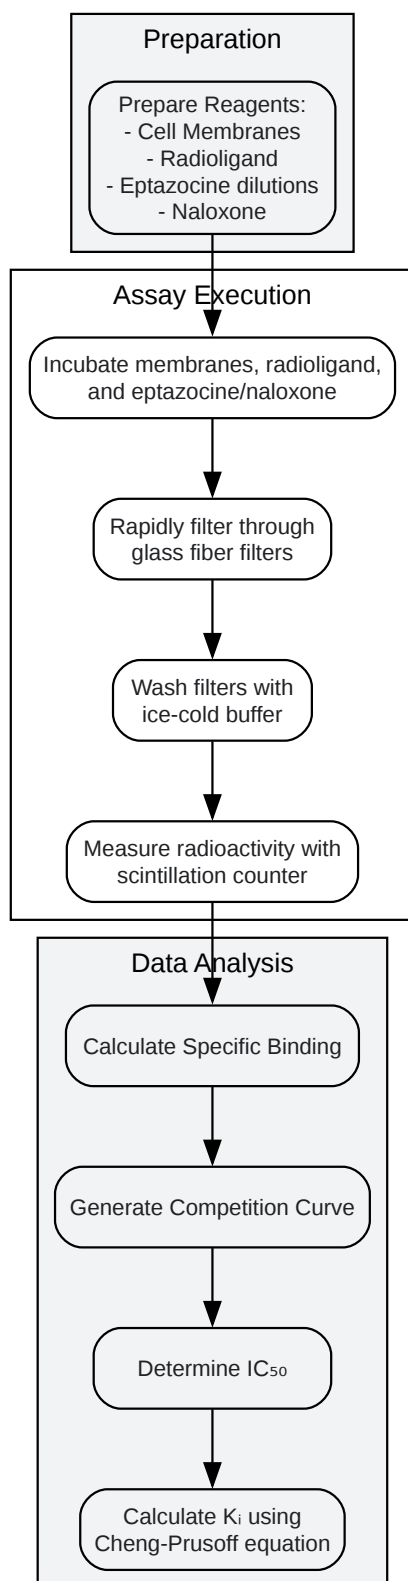 Preparation
Prepare Reagents:
- Cell Membranes
- Radioligand
- Eptazocine dilutions
- Naloxone
Assay Execution
Incubate membranes, radioligand,
and eptazocine/naloxone
Rapidly filter through
glass fiber filters
Wash filters with
ice-cold buffer
Measure radioactivity with
scintillation counter
Data Analysis
Calculate Specific Binding
Generate Competition Curve
Determine IC₅₀
Calculate Kᵢ using
Cheng-Prusoff equation